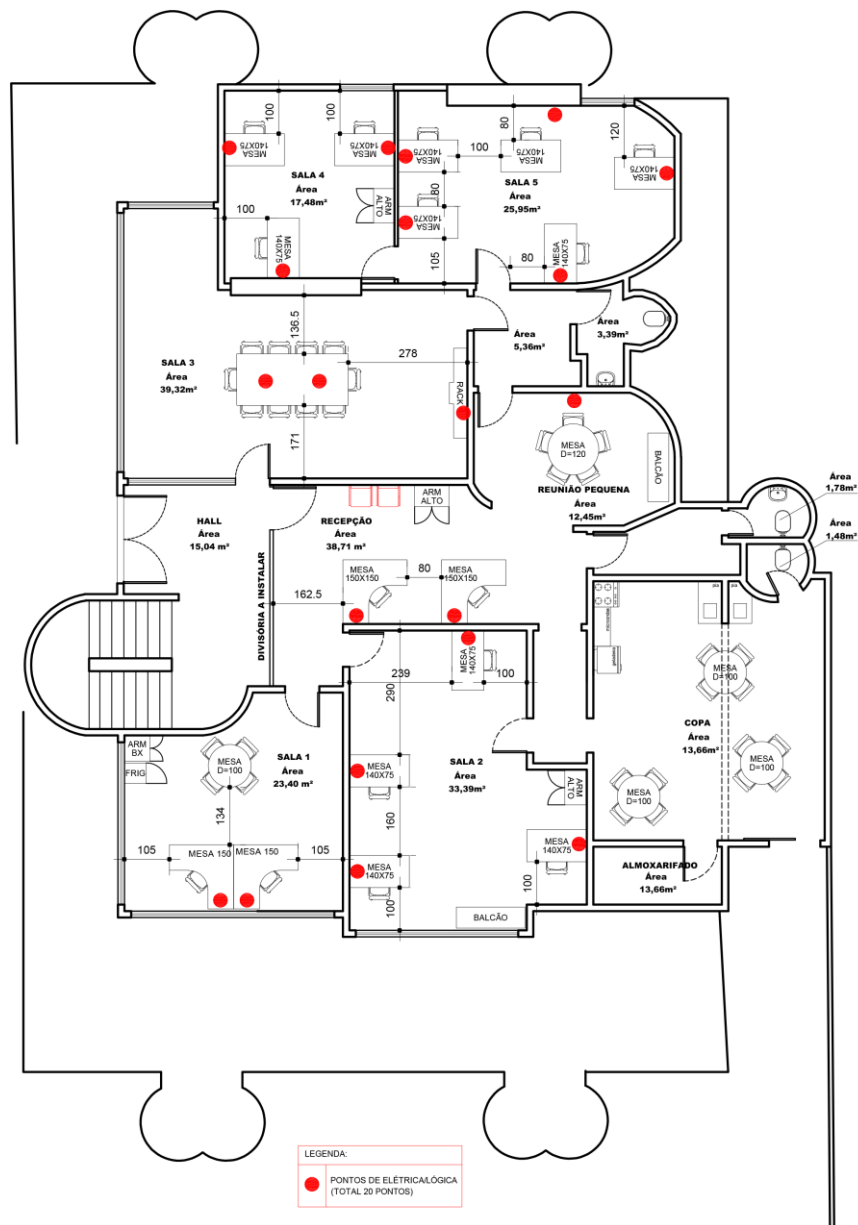 100
100
MESA
140X75
MESA
140X75
SALA 4
Área
17,48m²
ARM
ALTO
100
MESA
140X75
80
120
100
MESA
140X75
MESA
140X75
MESA
140X75
SALA 5
Área
25,95m²
80
MESA
140X75
105
80
MESA
140X75
136.5
278
SALA 3
Área
39,32m²
RACK
171
Área
5,36m²
Área
3,39m²
MESA
D=120
BALCÃO
REUNIÃO PEQUENA
Área
12,45m²
Área
1,78m²
Área
1,48m²
HALL
Área
15,04 m²
RECEPÇÃO
Área
38,71 m²
ARM
ALTO
DIVISÓRIA A INSTALAR
162.5
MESA
150X150
80
MESA
150X150
239
290
MESA
140X75
100
SALA 1
Área
23,40 m²
ARM
BX
FRIG
MESA
D=100
134
105
MESA 150
MESA 150
105
SALA 2
Área
33,39m²
MESA
140X75
160
MESA
140X75
100
ARM
ALTO
MESA
140X75
100
BALCÃO
COPA
Área
13,66m²
MESA
D=100
MESA
D=100
MESA
D=100
ALMOXARIFADO
Área
13,66m²
LEGENDA:
PONTOS DE ELÉTRICA/LÓGICA
(TOTAL 20 PONTOS)